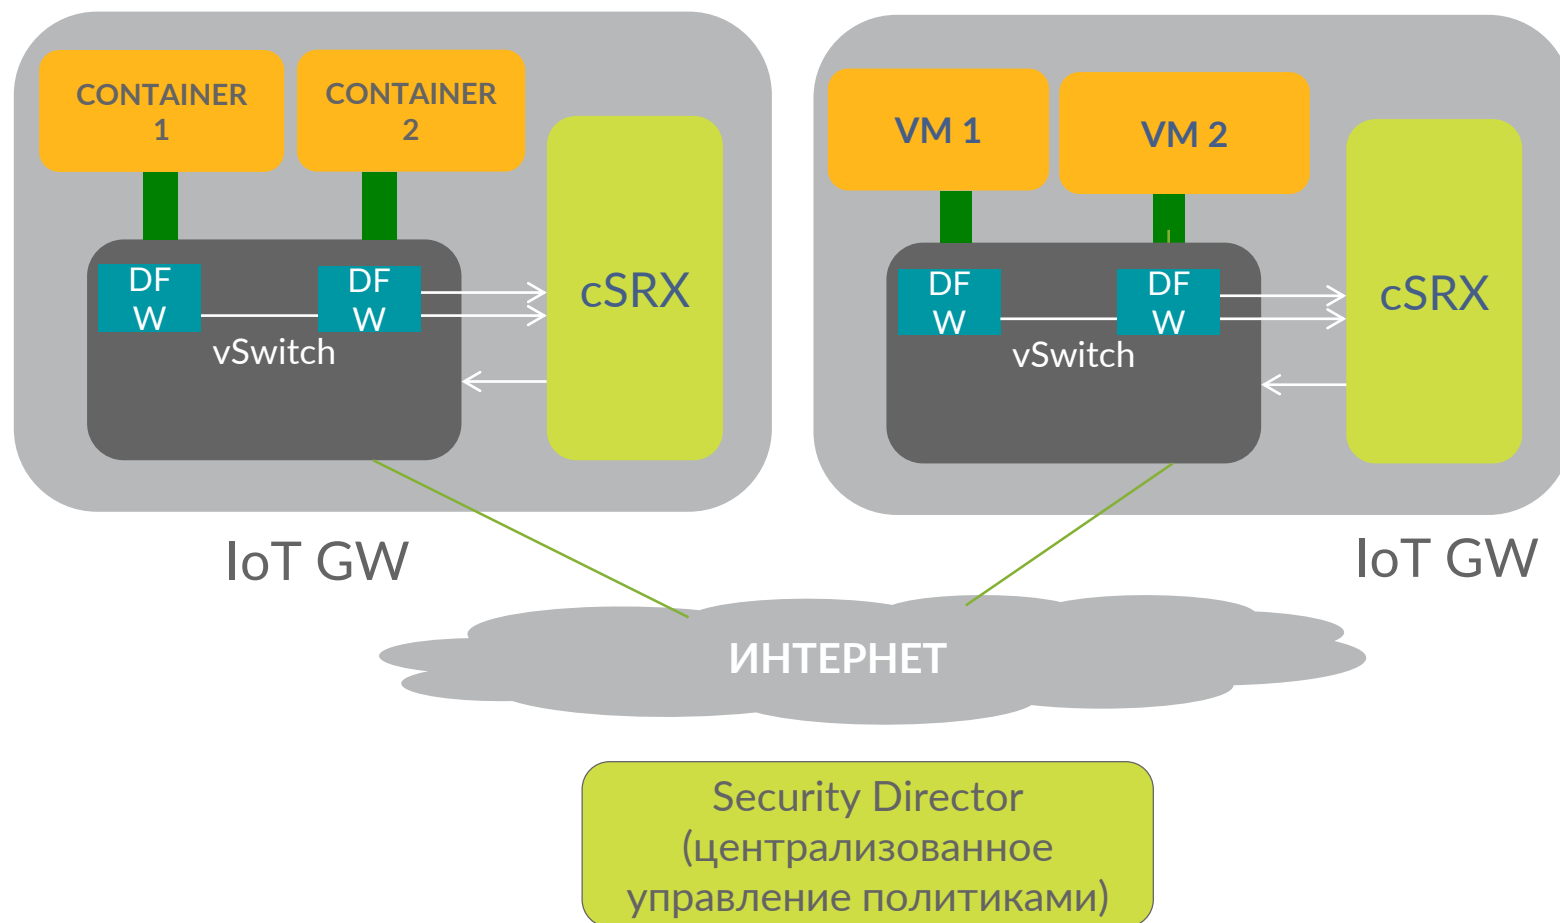 CONTAINER
1
CONTAINER
2
cSRX
DF
W
DF
W
vSwitch
IoT GW
VM 1
VM 2
cSRX
DF
W
DF
W
vSwitch
IoT GW
ИНТЕРНЕТ
Security Director
(централизованное
управление политиками)